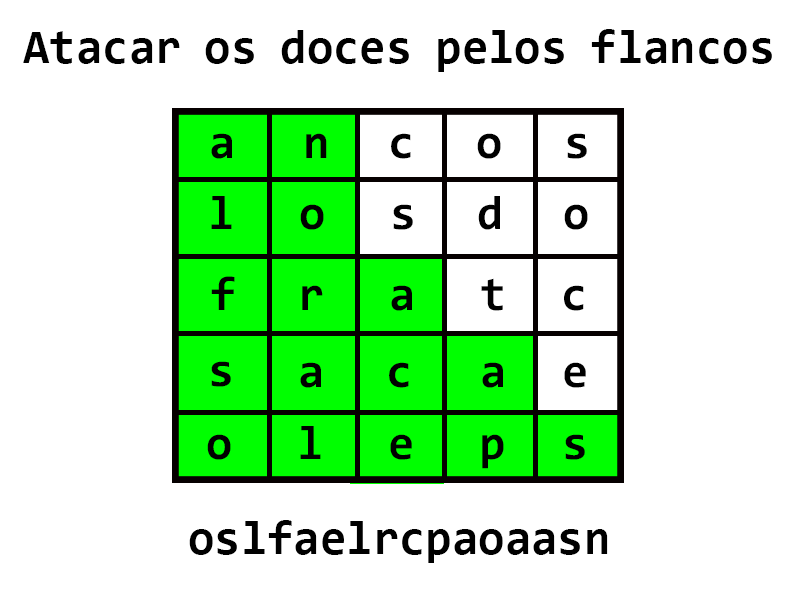 Atacar os doces pelos flancos
a n c o s
l o s d o
f r a t c
s a c a e
o l e p s
oslfaelrcpaoaasn